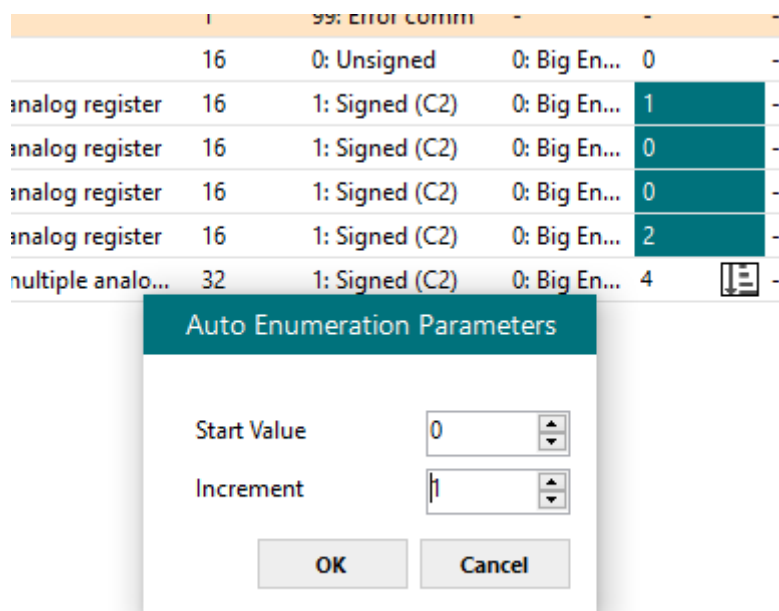 1 99: Error comm - - -
16 0: Unsigned 0: Big En... 0 -
analog register 16 1: Signed (C2) 0: Big En... 1 -
analog register 16 1: Signed (C2) 0: Big En... 0 -
analog register 16 1: Signed (C2) 0: Big En... 0 -
analog register 16 1: Signed (C2) 0: Big En... 2 -
multiple analo... 32 1: Signed (C2) 0: Big En... 4 -
Auto Enumeration Parameters
Start Value 0
Increment 1
OK Cancel